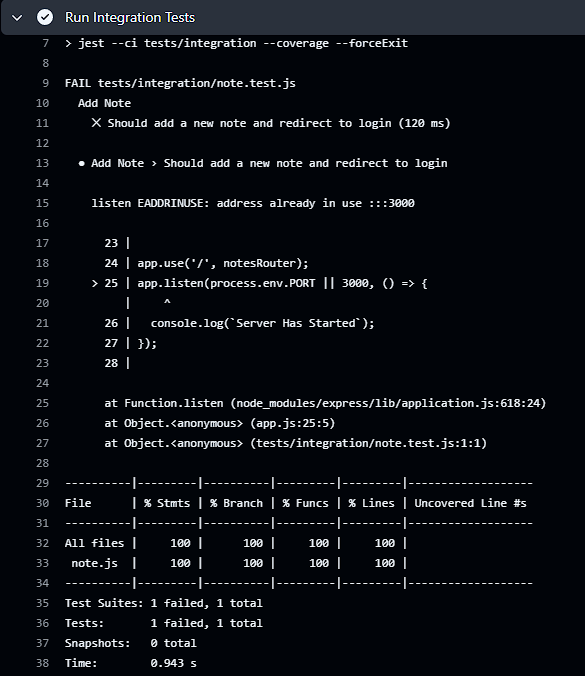 Run Integration Tests
7 > jest --ci tests/integration --coverage --forceExit
8
9 FAIL tests/integration/note.test.js
10   Add Note
11     ✕ Should add a new note and redirect to login (120 ms)
12
13   ● Add Note › Should add a new note and redirect to login
14
15     listen EADDRINUSE: address already in use :::3000
16
17       23 |
18       24 | app.use('/', notesRouter);
19     > 25 | app.listen(process.env.PORT || 3000, () => {
20          |     ^
21       26 |   console.log(`Server Has Started`);
22       27 | });
23       28 |
24
25       at Function.listen (node_modules/express/lib/application.js:618:24)
26       at Object.<anonymous> (app.js:25:5)
27       at Object.<anonymous> (tests/integration/note.test.js:1:1)
28
29 ----------|---------|----------|---------|---------|-------------------
30 File      | % Stmts | % Branch | % Funcs | % Lines | Uncovered Line #s
31 ----------|---------|----------|---------|---------|-------------------
32 All files |     100 |      100 |     100 |     100 |
33  note.js  |     100 |      100 |     100 |     100 |
34 ----------|---------|----------|---------|---------|-------------------
35 Test Suites: 1 failed, 1 total
36 Tests:       1 failed, 1 total
37 Snapshots:   0 total
38 Time:        0.943 s